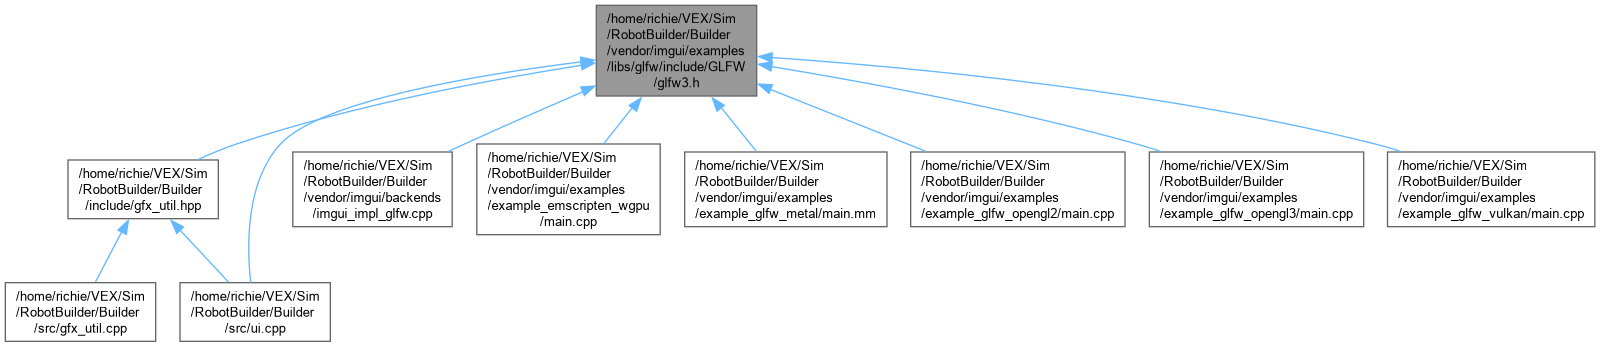 /home/richie/VEX/Sim
/RobotBuilder/Builder
/vendor/imgui/examples
/libs/glfw/include/GLFW
/glfw3.h
/home/richie/VEX/Sim
/RobotBuilder/Builder
/include/gfx_util.hpp
/home/richie/VEX/Sim
/RobotBuilder/Builder
/vendor/imgui/backends
/imgui_impl_glfw.cpp
/home/richie/VEX/Sim
/RobotBuilder/Builder
/vendor/imgui/examples
/example_emscripten_wgpu
/main.cpp
/home/richie/VEX/Sim
/RobotBuilder/Builder
/vendor/imgui/examples
/example_glfw_metal/main.mm
/home/richie/VEX/Sim
/RobotBuilder/Builder
/vendor/imgui/examples
/example_glfw_opengl2/main.cpp
/home/richie/VEX/Sim
/RobotBuilder/Builder
/vendor/imgui/examples
/example_glfw_opengl3/main.cpp
/home/richie/VEX/Sim
/RobotBuilder/Builder
/vendor/imgui/examples
/example_glfw_vulkan/main.cpp
/home/richie/VEX/Sim
/RobotBuilder/Builder
/src/gfx_util.cpp
/home/richie/VEX/Sim
/RobotBuilder/Builder
/src/ui.cpp